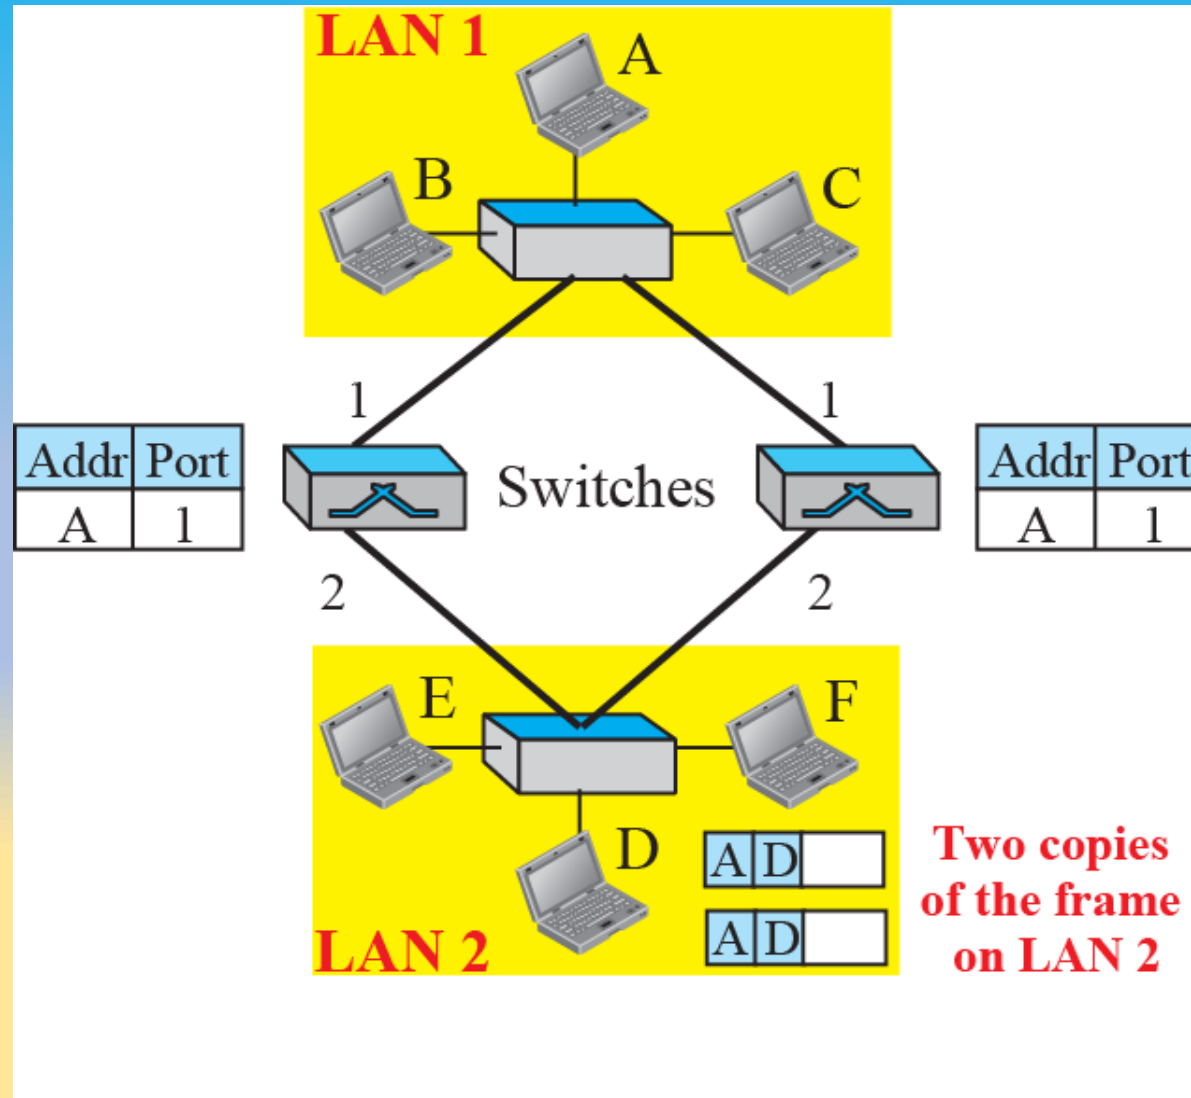 LAN 1
A
B
C
1
1
Addr Port
A 1
Switches
Addr Port
A 1
2
2
E
F
D
A D
A D
Two copies
of the frame
on LAN 2
LAN 2